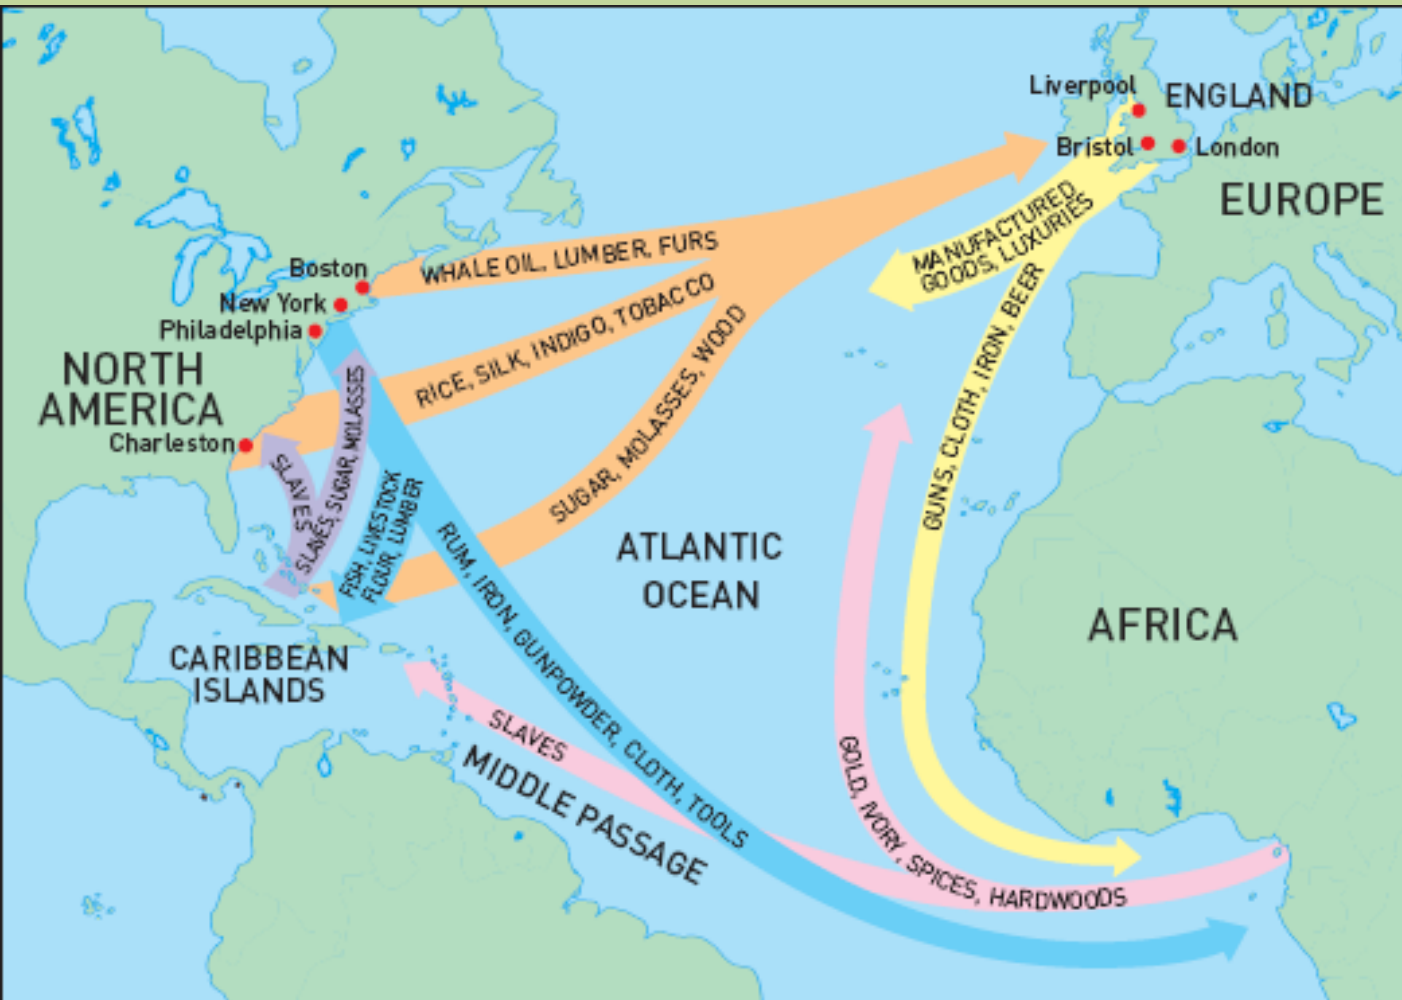 Liverpool
ENGLAND
Bristol
London
EUROPE
MANUFACTURED
GOODS, LUXURIES
WHALE OIL, LUMBER, FURS
Boston
New York
Philadelphia
RICE, SILK, INDIGO, TOBACCO
GUNS, CLOTH, IRON, BEER
NORTH
AMERICA
Charleston
SUGAR, MOLASSES, WOOD
SLAVES
SLAVES, SUGAR, MOLASSES
FISH, LIVESTOCK
FLOUR, LUMBER
ATLANTIC
OCEAN
AFRICA
RUM, IRON, GUNPOWDER, CLOTH, TOOLS
CARIBBEAN
ISLANDS
SLAVES
MIDDLE PASSAGE
GOLD, IVORY, SPICES, HARDWOODS